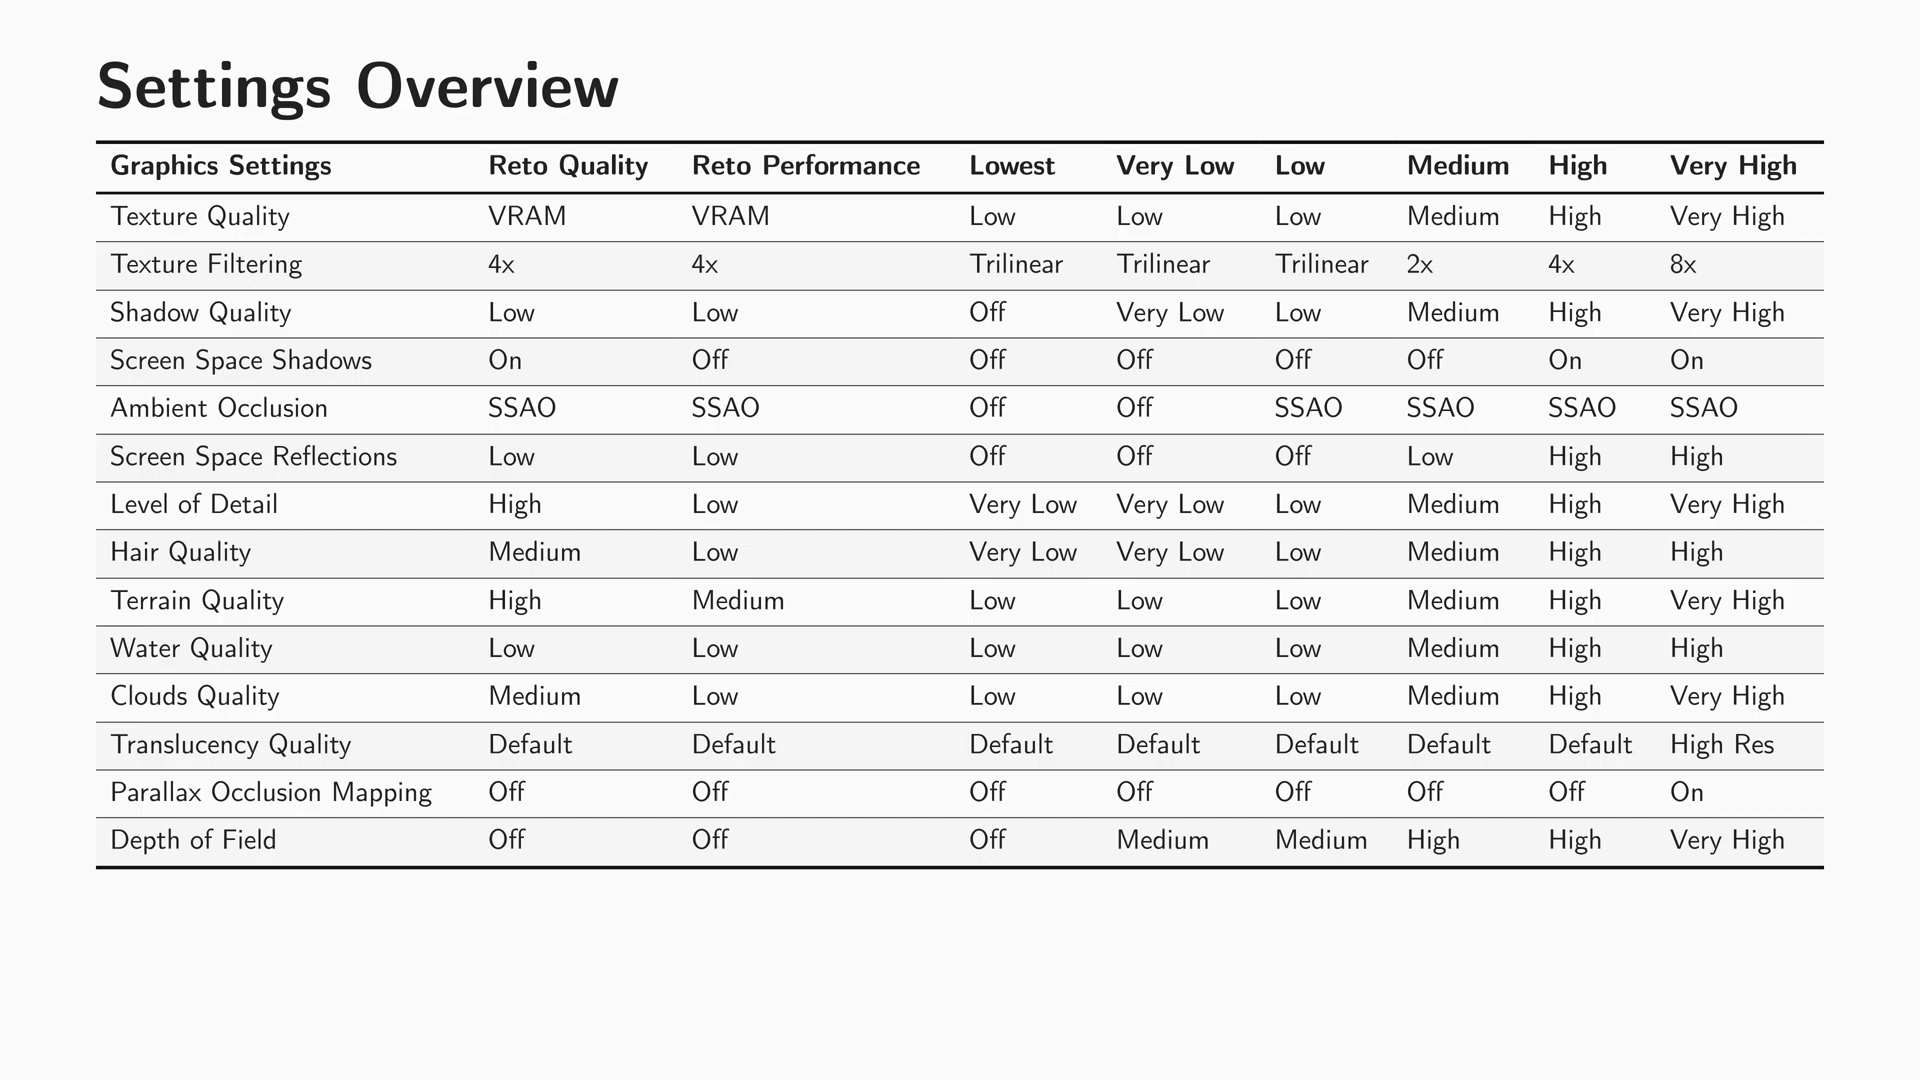 Settings Overview
Graphics Settings Reto Quality Reto Performance Lowest Very Low Low Medium High Very High
Texture Quality VRAM VRAM Low Low Low Medium High Very High
Texture Filtering 4x 4x Trilinear Trilinear Trilinear 2x 4x 8x
Shadow Quality Low Low Off Very Low Low Medium High Very High
Screen Space Shadows On Off Off Off Off Off On On
Ambient Occlusion SSAO SSAO Off Off SSAO SSAO SSAO SSAO
Screen Space Reflections Low Low Off Off Off Low High High
Level of Detail High Low Very Low Very Low Low Medium High Very High
Hair Quality Medium Low Very Low Very Low Low Medium High High
Terrain Quality High Medium Low Low Low Medium High Very High
Water Quality Low Low Low Low Low Medium High High
Clouds Quality Medium Low Low Low Low Medium High Very High
Translucency Quality Default Default Default Default Default Default Default High Res
Parallax Occlusion Mapping Off Off Off Off Off Off Off On
Depth of Field Off Off Off Medium Medium High High Very High